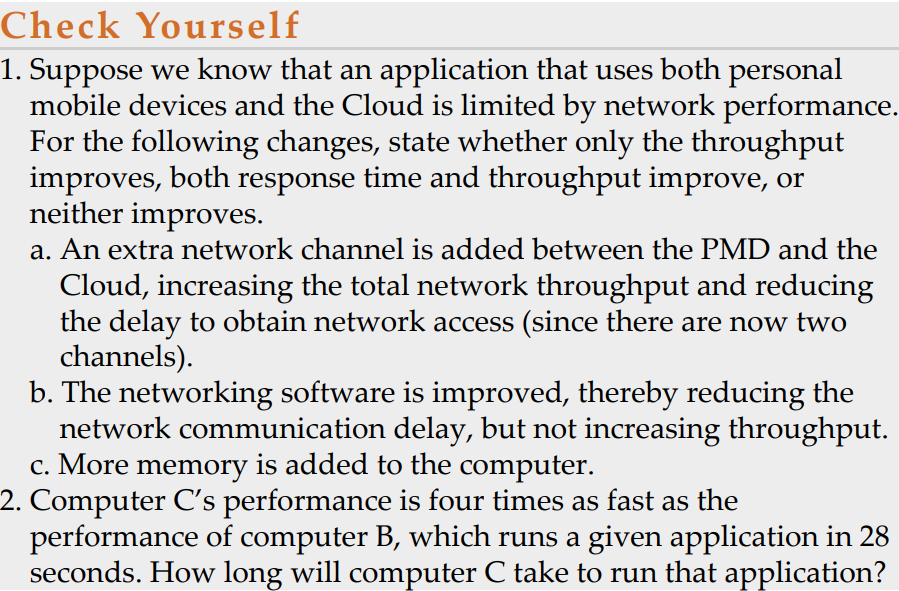 Check Yourself
1. Suppose we know that an application that uses both personal
mobile devices and the Cloud is limited by network performance.
For the following changes, state whether only the throughput
improves, both response time and throughput improve, or
neither improves.
a. An extra network channel is added between the PMD and the
Cloud, increasing the total network throughput and reducing
the delay to obtain network access (since there are now two
channels).
b. The networking software is improved, thereby reducing the
network communication delay, but not increasing throughput.
c. More memory is added to the computer.
2. Computer C’s performance is four times as fast as the
performance of computer B, which runs a given application in 28
seconds. How long will computer C take to run that application?